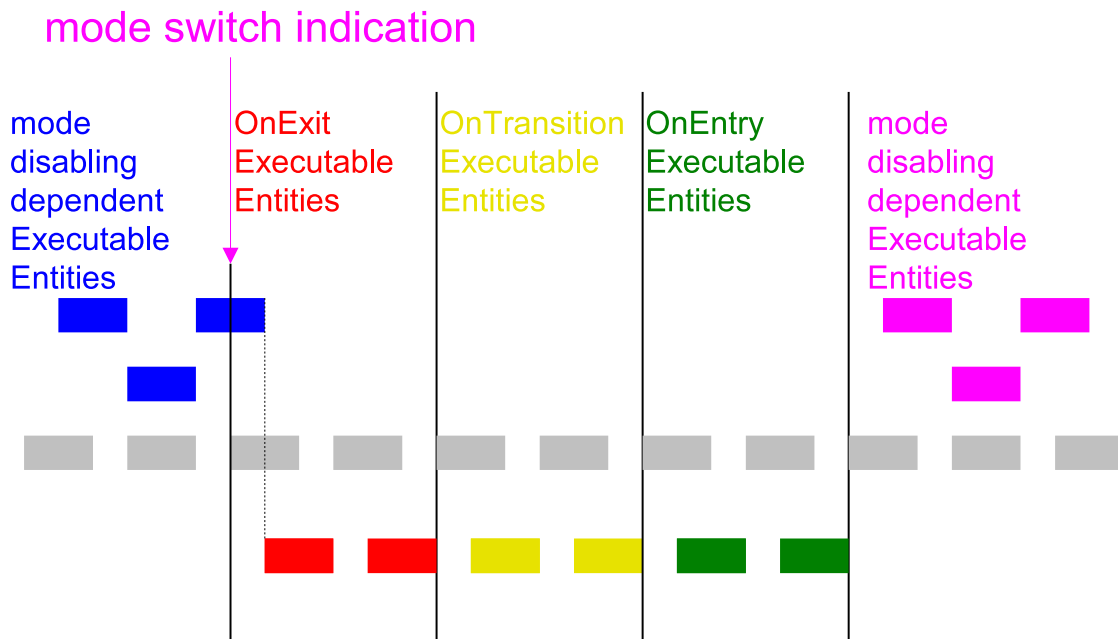 mode switch indication
mode
disabling
dependent
Executable
Entities
OnExit
Executable
Entities
OnTransition
Executable
Entities
OnEntry
Executable
Entities
mode
disabling
dependent
Executable
Entities